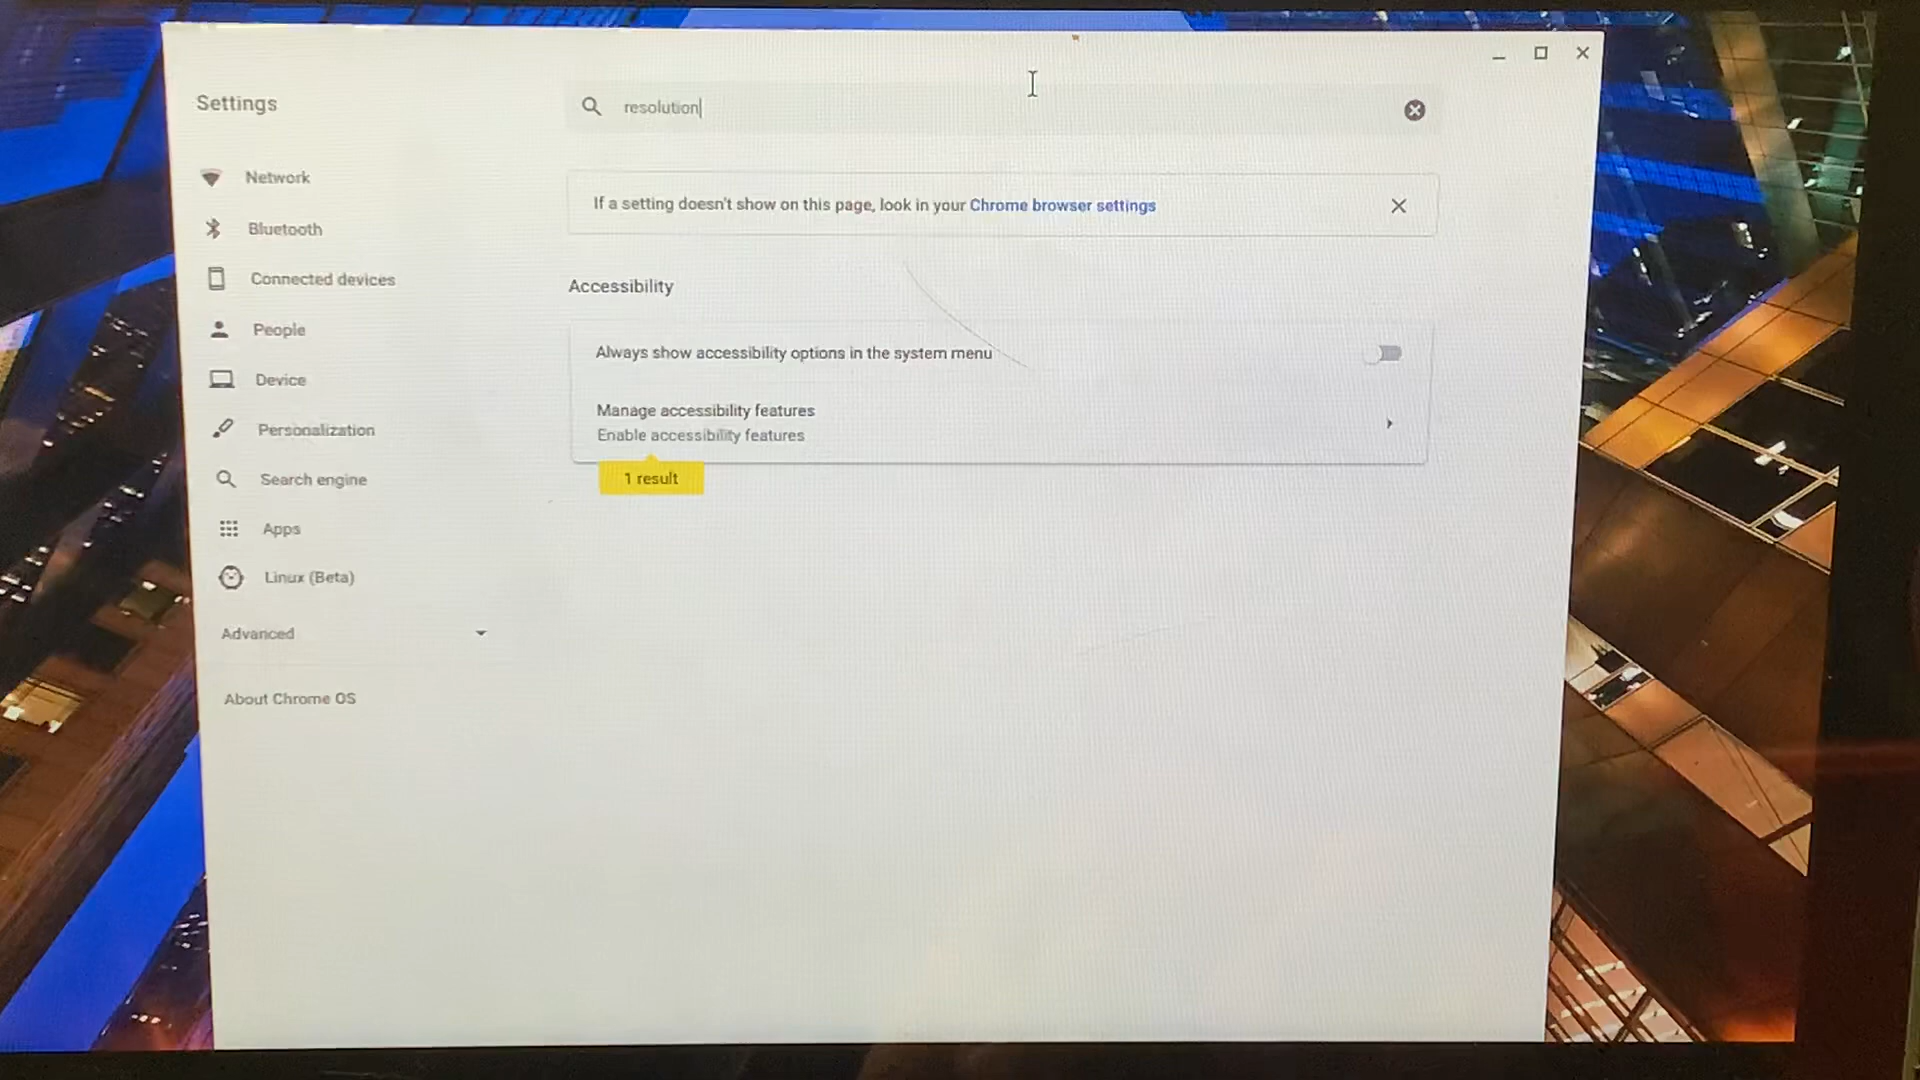 Settings
resolution
Network
Bluetooth
Connected devices
People
Device
Personalization
Search engine
Apps
Linux (Beta)
Advanced
About Chrome OS
If a setting doesn't show on this page, look in your Chrome browser settings
Accessibility
Always show accessibility options in the system menu
Manage accessibility features
Enable accessibility features
1 result